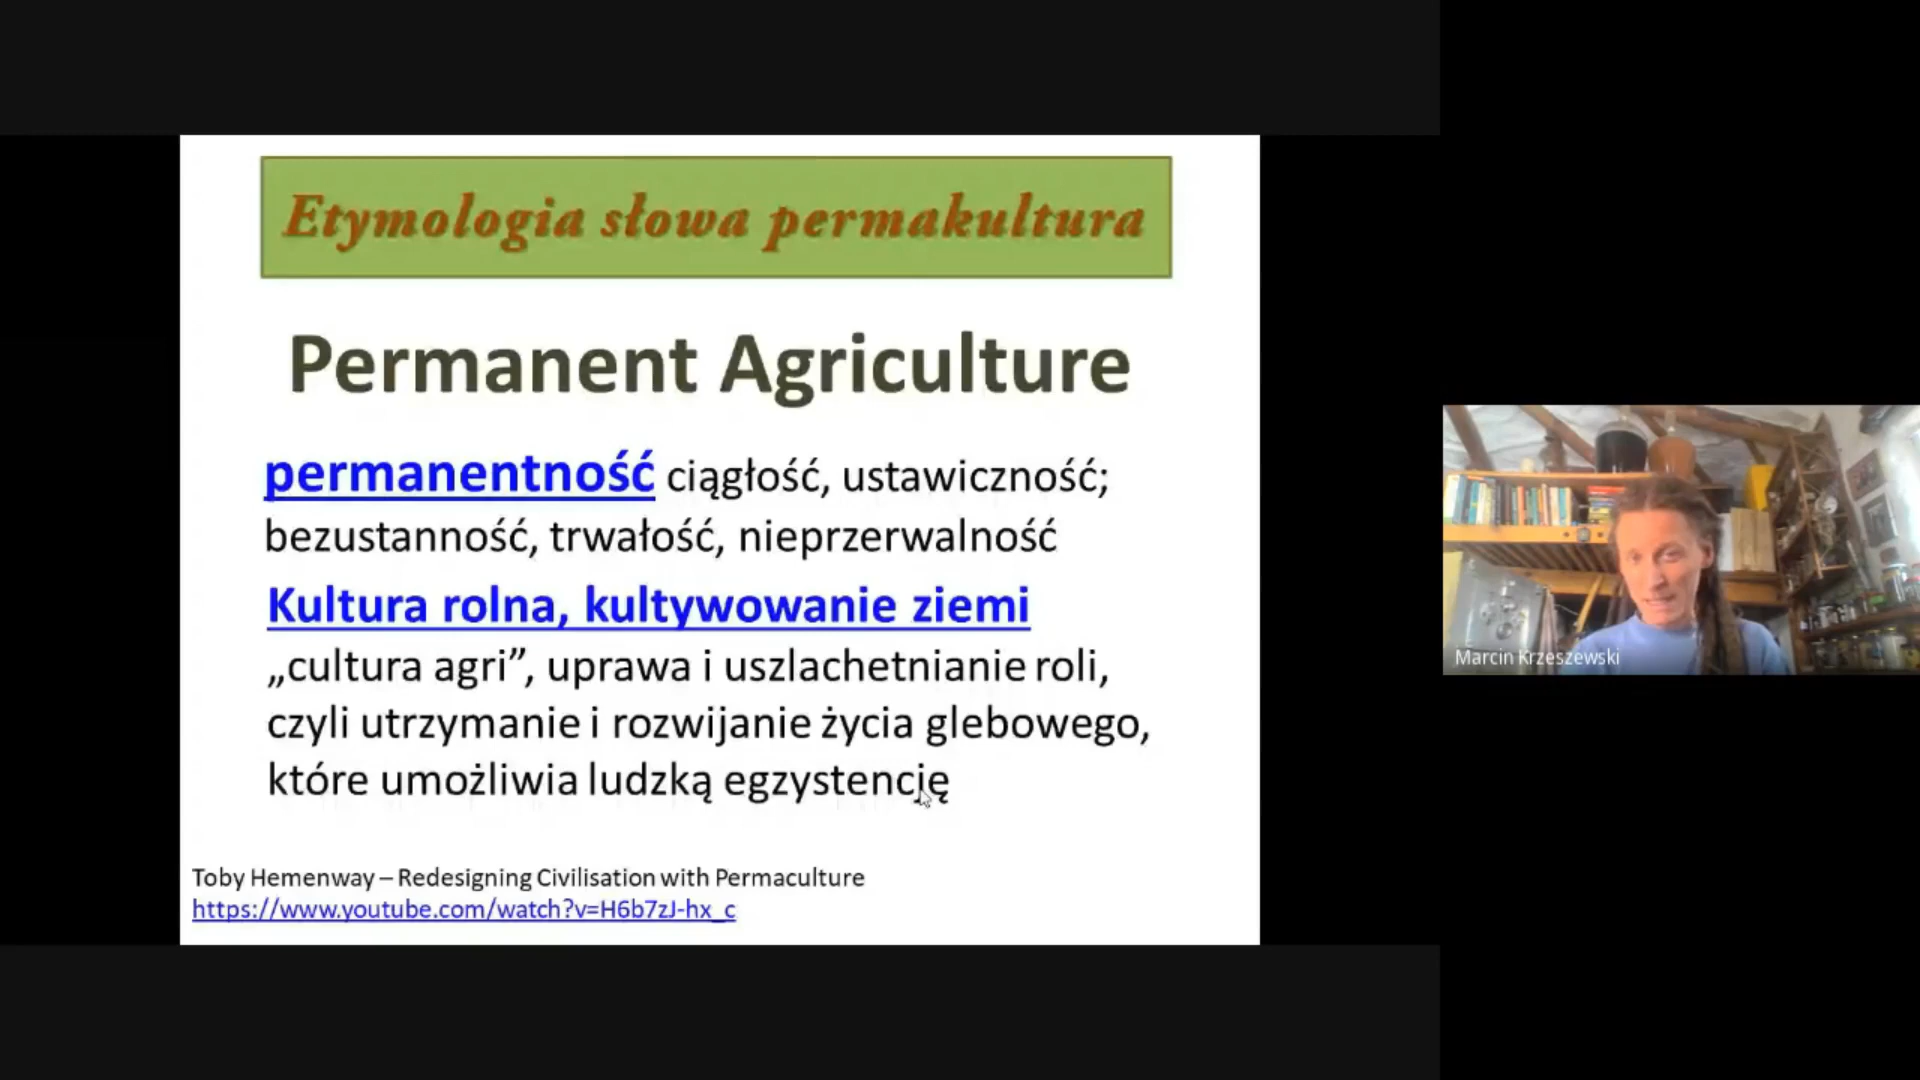 Etymologia słowa permakultura
Permanent Agriculture
permanentność ciągłość, ustawiczność;
bezustanność, trwałość, nieprzerwalność
Kultura rolna, kultywowanie ziemi
„cultura agri”, uprawa i uszlachetnianie roli,
czyli utrzymanie i rozwijanie życia glebowego,
które umożliwia ludzką egzystencję
Toby Hemenway – Redesigning Civilisation with Permaculture
https://www.youtube.com/watch?v=H6b7zJ-hx_c
Marcin Krzeszewski